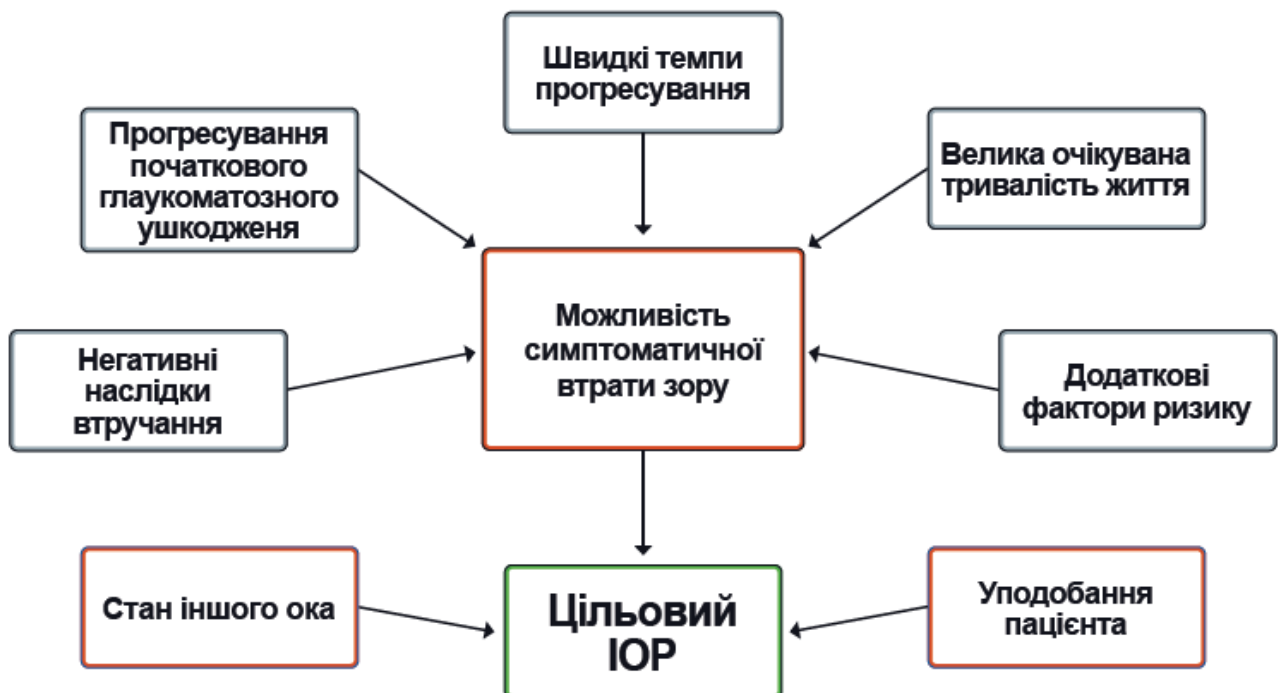 Швидкі темпи
прогресування
Прогресування
початкового
глаукоматозного
ушкодженя
Велика очікувана
тривалість життя
Можливість
симптоматичної
втрати зору
Негативні
наслідки
втручання
Додаткові
фактори ризику
Стан іншого ока
Цільовий
ІОР
Уподобання
пацієнта